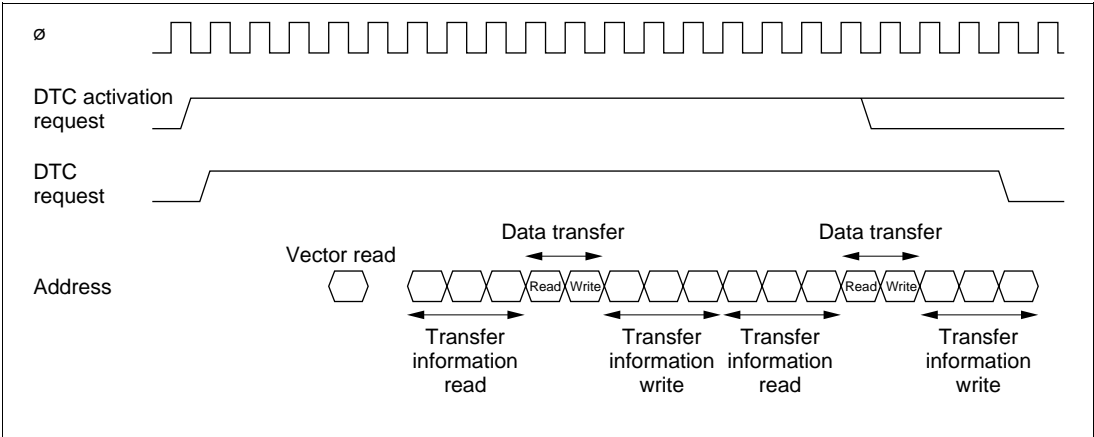 ø
DTC activation
request
DTC
request
Data transfer
Data transfer
Vector read
Address
Read Write
Read Write
Transfer
information
read
Transfer
information
write
Transfer
information
read
Transfer
information
write